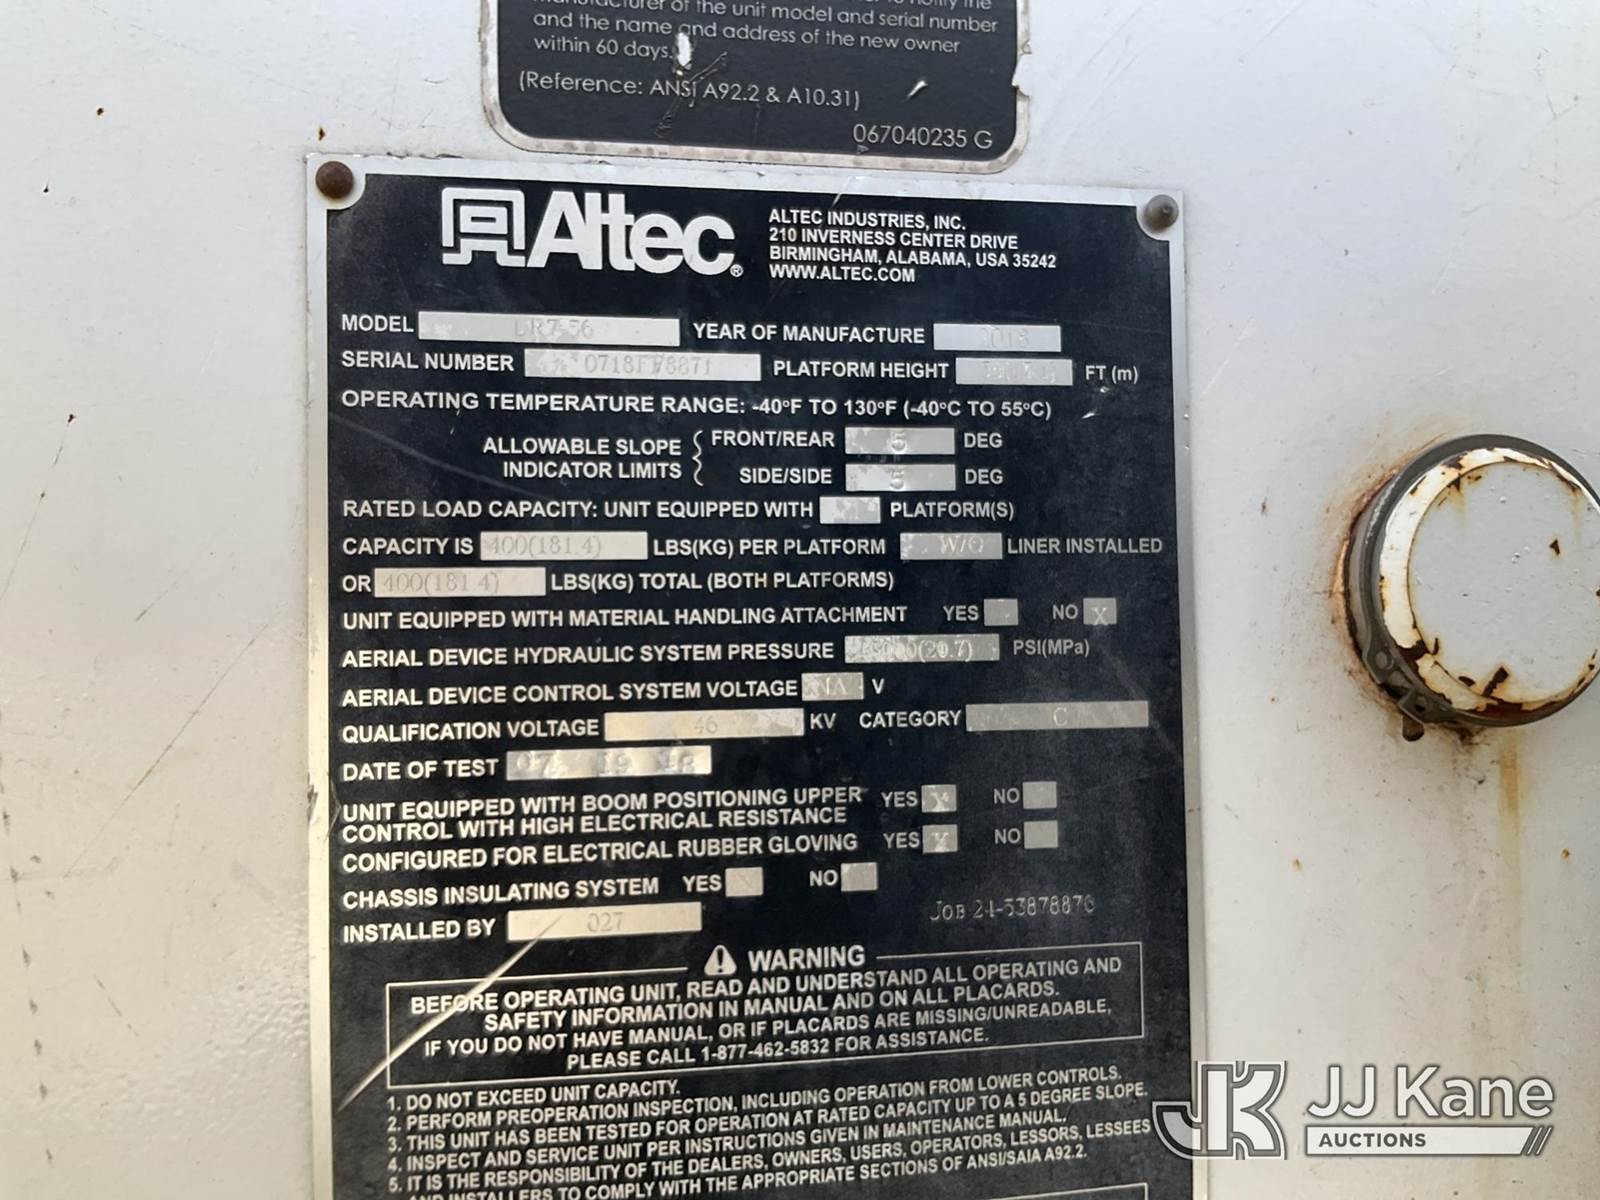 manufacturer of the unit model and serial number
and the name and address of the new owner
within 60 days.
(Reference: ANSI A92.2 & A10.31)
067040235 G
Altec®
ALTEC INDUSTRIES, INC.
210 INVERNESS CENTER DRIVE
BIRMINGHAM, ALABAMA, USA 35242
WWW.ALTEC.COM
MODEL LR7-56 YEAR OF MANUFACTURE 2018
SERIAL NUMBER 0718FF8871 PLATFORM HEIGHT FT (m)
OPERATING TEMPERATURE RANGE: -40°F TO 130°F (-40°C TO 55°C)
ALLOWABLE SLOPE INDICATOR LIMITS { FRONT/REAR 5 DEG
SIDE/SIDE 5 DEG
RATED LOAD CAPACITY: UNIT EQUIPPED WITH 1 PLATFORM(S)
CAPACITY IS 400(181.4) LBS(KG) PER PLATFORM W/O LINER INSTALLED
OR 400(181.4) LBS(KG) TOTAL (BOTH PLATFORMS)
UNIT EQUIPPED WITH MATERIAL HANDLING ATTACHMENT YES NO X
AERIAL DEVICE HYDRAULIC SYSTEM PRESSURE 3000(20.7) PSI(MPa)
AERIAL DEVICE CONTROL SYSTEM VOLTAGE NA V
QUALIFICATION VOLTAGE 46 KV CATEGORY C
DATE OF TEST 07 19 18
UNIT EQUIPPED WITH BOOM POSITIONING UPPER YES X NO
CONTROL WITH HIGH ELECTRICAL RESISTANCE
CONFIGURED FOR ELECTRICAL RUBBER GLOVING YES X NO
CHASSIS INSULATING SYSTEM YES X NO
INSTALLED BY 027 JOB 24-53878876
WARNING
BEFORE OPERATING UNIT, READ AND UNDERSTAND ALL OPERATING AND
SAFETY INFORMATION IN MANUAL AND ON ALL PLACARDS.
IF YOU DO NOT HAVE MANUAL, OR IF PLACARDS ARE MISSING/UNREADABLE,
PLEASE CALL 1-877-462-5832 FOR ASSISTANCE.
1. DO NOT EXCEED UNIT CAPACITY.
2. PERFORM PREOPERATION INSPECTION, INCLUDING OPERATION FROM LOWER CONTROLS.
3. THIS UNIT HAS BEEN TESTED FOR OPERATION AT RATED CAPACITY UP TO A 5 DEGREE SLOPE.
4. INSPECT AND SERVICE UNIT PER INSTRUCTIONS GIVEN IN MAINTENANCE MANUAL.
5. IT IS THE RESPONSIBILITY OF THE DEALERS, OWNERS, USERS, OPERATORS, LESSORS, LESSEES
AND INSTALLERS TO COMPLY WITH THE APPROPRIATE SECTIONS OF ANSI/SAIA A92.2.
JK JJ Kane
AUCTIONS